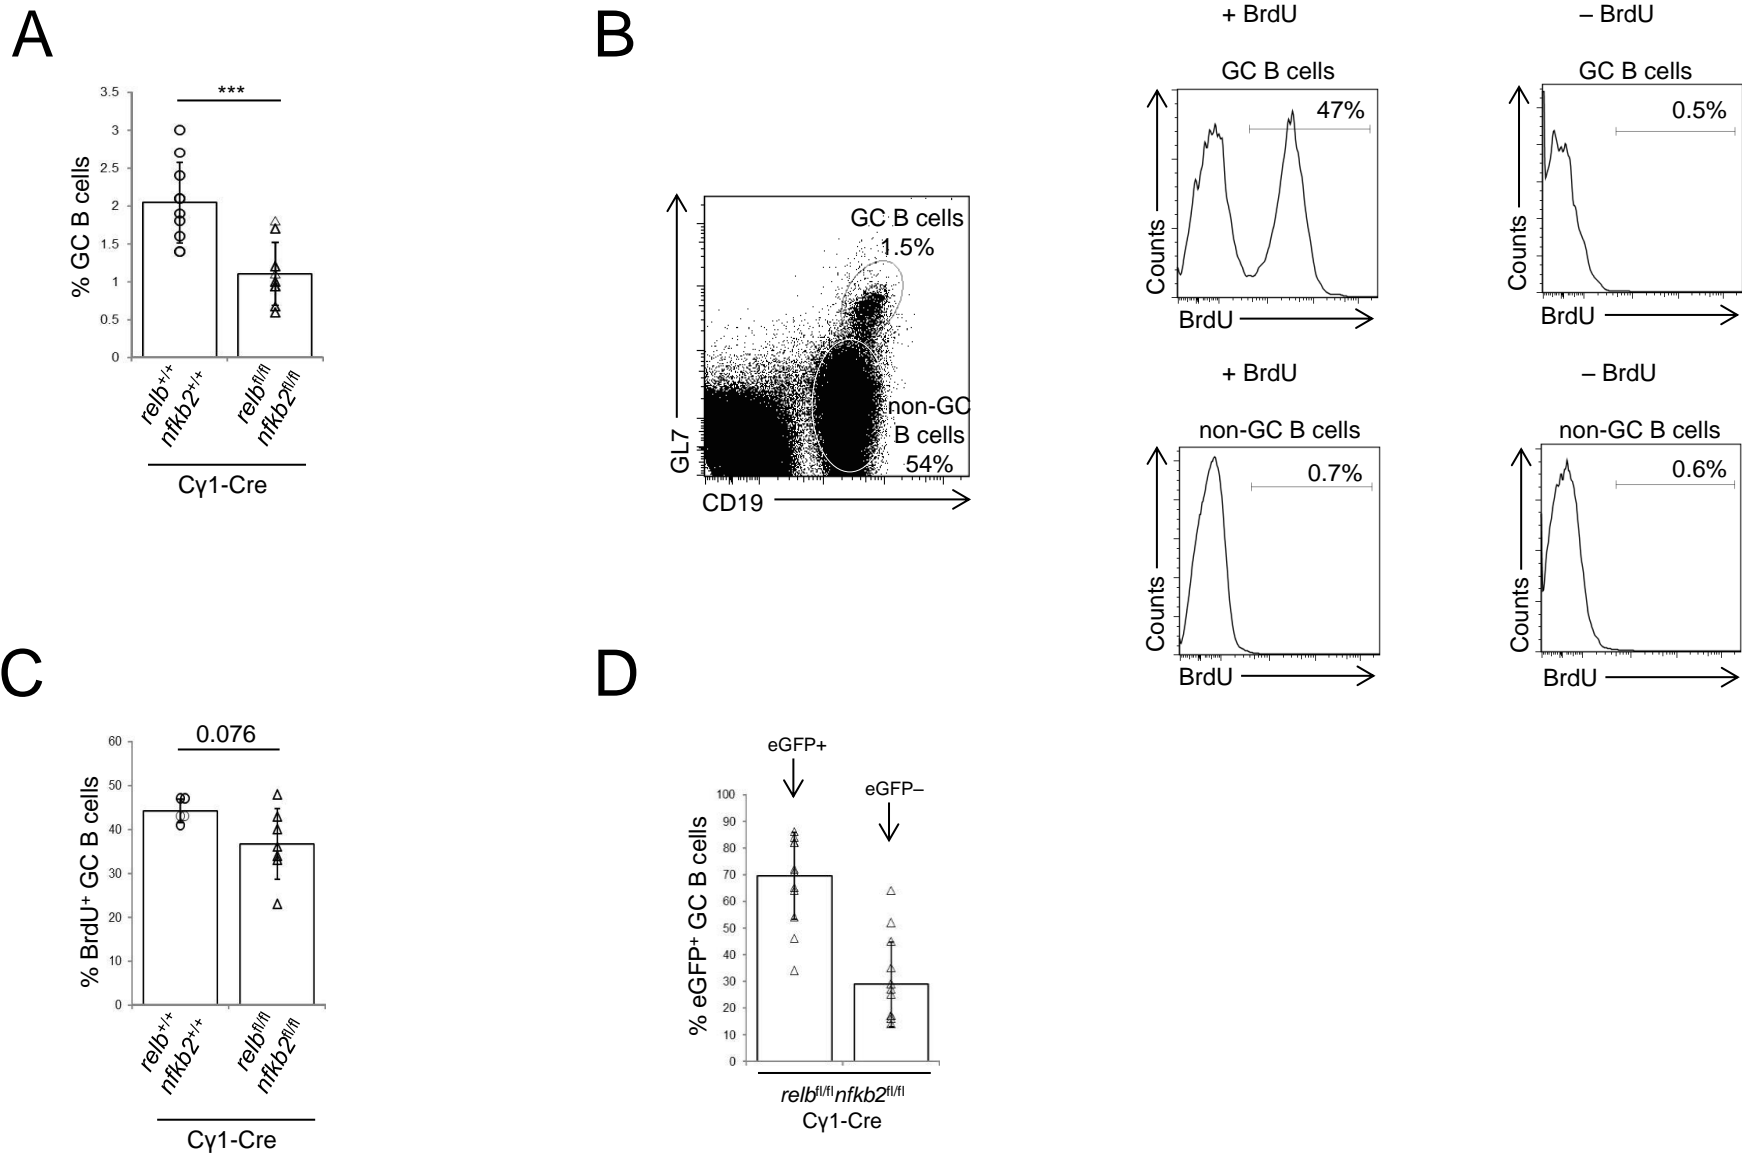 A
***
3.5
3
2.5
2
1.5
1
0.5
0
% GC B cells
relb+/+
nfkb2+/+
relbfl/fl
nfkb2fl/fl
Cγ1-Cre
B
GC B cells
1.5%
non-GC
B cells
54%
GL7
CD19
+ BrdU
GC B cells
47%
Counts
BrdU
– BrdU
GC B cells
0.5%
Counts
BrdU
+ BrdU
non-GC B cells
0.7%
Counts
BrdU
– BrdU
non-GC B cells
0.6%
Counts
BrdU
C
0.076
60
50
40
30
20
10
0
% BrdU+ GC B cells
relb+/+
nfkb2+/+
relbfl/fl
nfkb2fl/fl
Cγ1-Cre
D
eGFP+
eGFP–
100
90
80
70
60
50
40
30
20
10
0
% eGFP+ GC B cells
relbfl/flnfkb2fl/fl
Cγ1-Cre